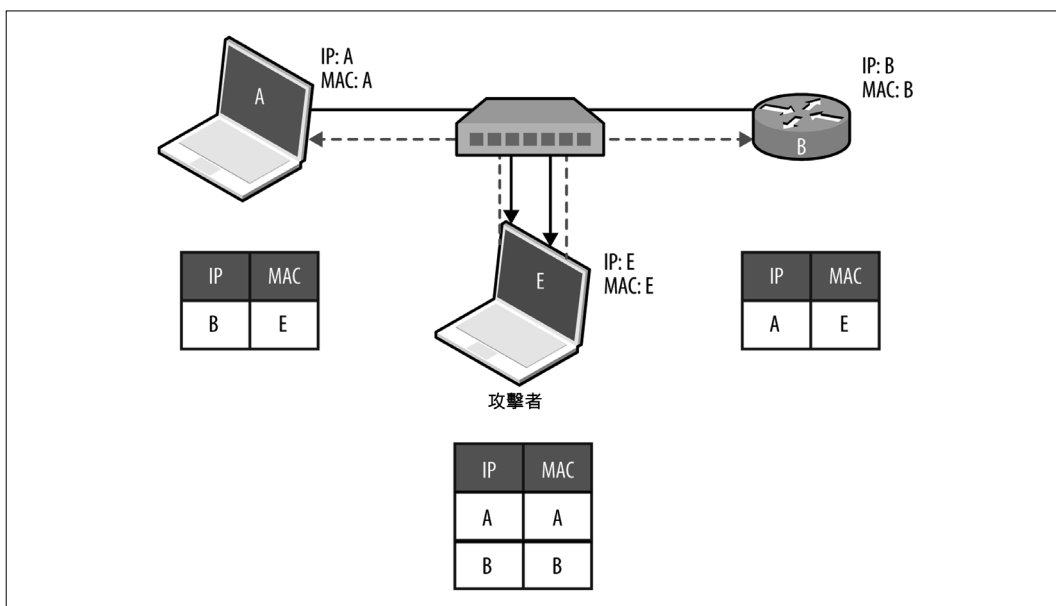 IP: A
MAC: A
A
IP: B
MAC: B
B
IP MAC
B E
E
IP: E
MAC: E
攻擊者
IP MAC
A E
IP MAC
A A
B B